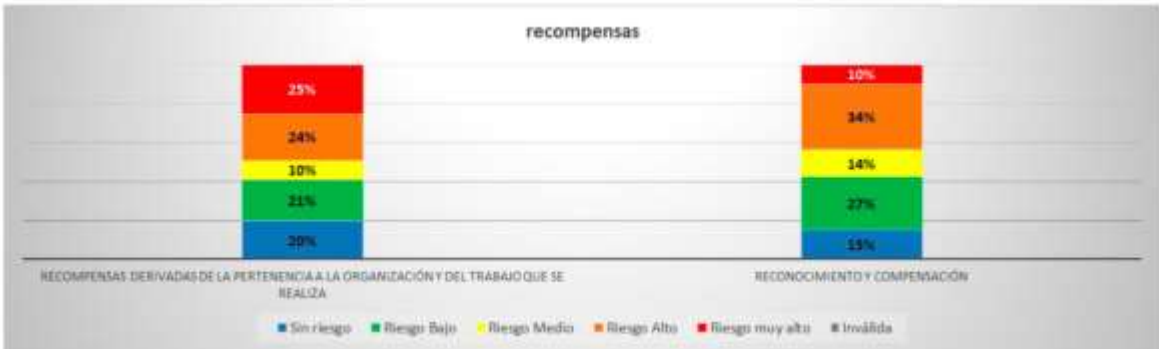 recompensas
25%
24%
10%
21%
20%
10%
34%
14%
27%
15%
RECOMPENSAS DERIVADAS DE LA PERTENENCIA A LA ORGANIZACIÓN Y DEL TRABAJO QUE SE
REALIZA
RECONOCIMIENTO Y COMPENSACIÓN
Sin riesgo Riesgo Bajo Riesgo Medio Riesgo Alto Riesgo muy alto Inválida